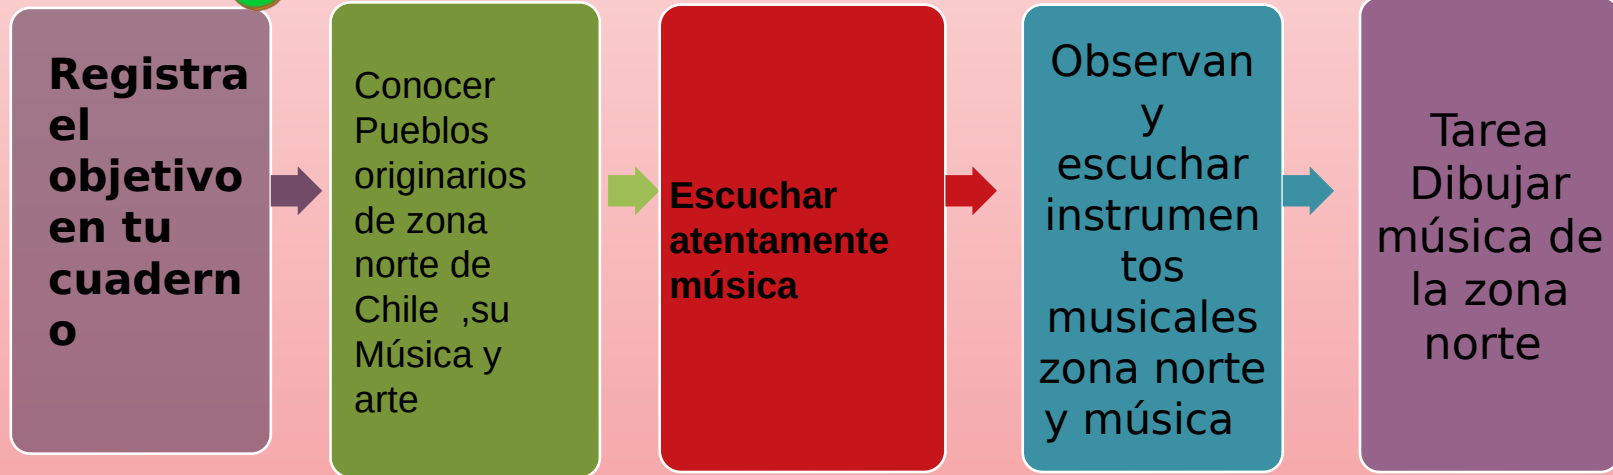 Registra
el
objetivo
en tu
cuadern
o
Conocer
Pueblos
originarios
de zona
norte de
Chile ,su
Música y
arte
Escuchar
atentamente
música
Observan
y
escuchar
instrumen
tos
musicales
zona norte
y música
Tarea
Dibujar
música de
la zona
norte